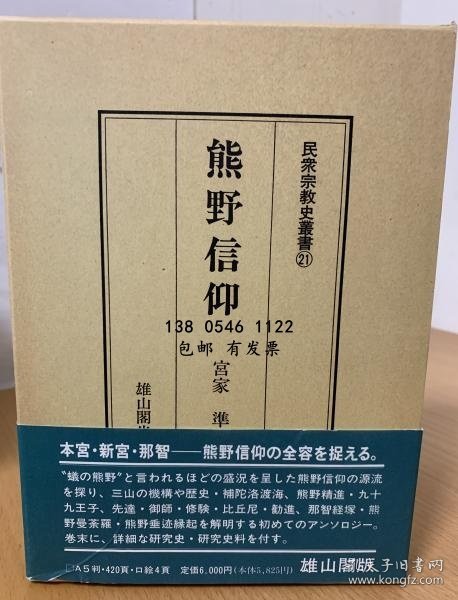 民衆宗教史叢書㉑
熊野信仰
138 0546 1122
包邮 有发票
宮家 準
雄山閣
本宮・新宮・那智——熊野信仰の全容を捉える。
“蟻の熊野”と言われるほどの盛況を呈した熊野信仰の源流
を探り、三山の機構や歴史・補陀洛渡海、熊野精進・九十
九王子、先達・御師・修験・比丘尼・勧進、那智経塚・熊
野曼荼羅・熊野垂迹縁起を解明する初めてのアンソロジー。
巻末に、詳細な研究史・研究史料を付す。
□A5判・420頁・口絵4頁 定価6,000円(本体5,825円)
雄山閣版
子旧书网
kongfz.com